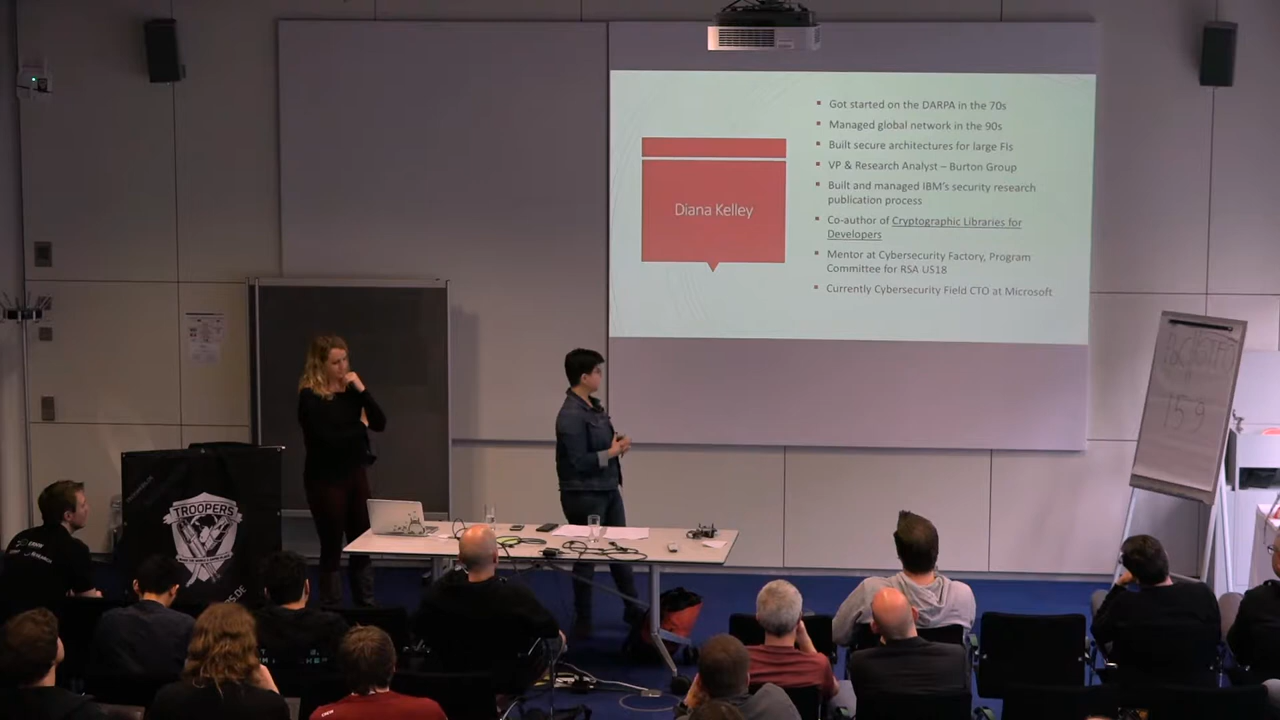 Diana Kelley
Got started on the DARPA in the 70s
Managed global network in the 90s
Built secure architectures for large FIs
VP & Research Analyst – Burton Group
Built and managed IBM's security research
publication process
Co-author of Cryptographic Libraries for
Developers
Mentor at Cybersecurity Factory, Program
Committee for RSA US18
Currently Cybersecurity Field CTO at Microsoft
TROOPERS
159